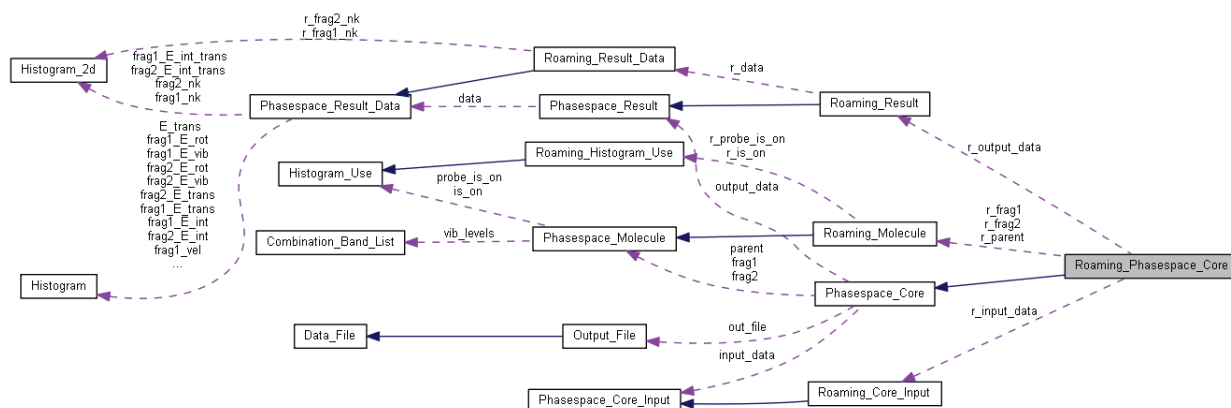 r_frag2_nk
r_frag1_nk
Histogram_2d
frag1_E_int_trans
frag2_E_int_trans
frag2_nk
frag1_nk
Roaming_Result_Data
r_data
Phasespace_Result_Data
data
Phasespace_Result
Roaming_Result
E_trans
frag1_E_rot
frag1_E_vib
frag2_E_rot
frag2_E_vib
frag2_E_trans
frag1_E_trans
frag1_E_int
frag2_E_int
frag1_vel
...
r_probe_is_on
r_is_on
r_output_data
Roaming_Histogram_Use
Histogram_Use
probe_is_on
is_on
output_data
Combination_Band_List
vib_levels
Phasespace_Molecule
Roaming_Molecule
r_frag1
r_frag2
r_parent
parent
frag1
frag2
Roaming_Phasespace_Core
Histogram
Phasespace_Core
r_input_data
Data_File
Output_File
out_file
input_data
Phasespace_Core_Input
Roaming_Core_Input